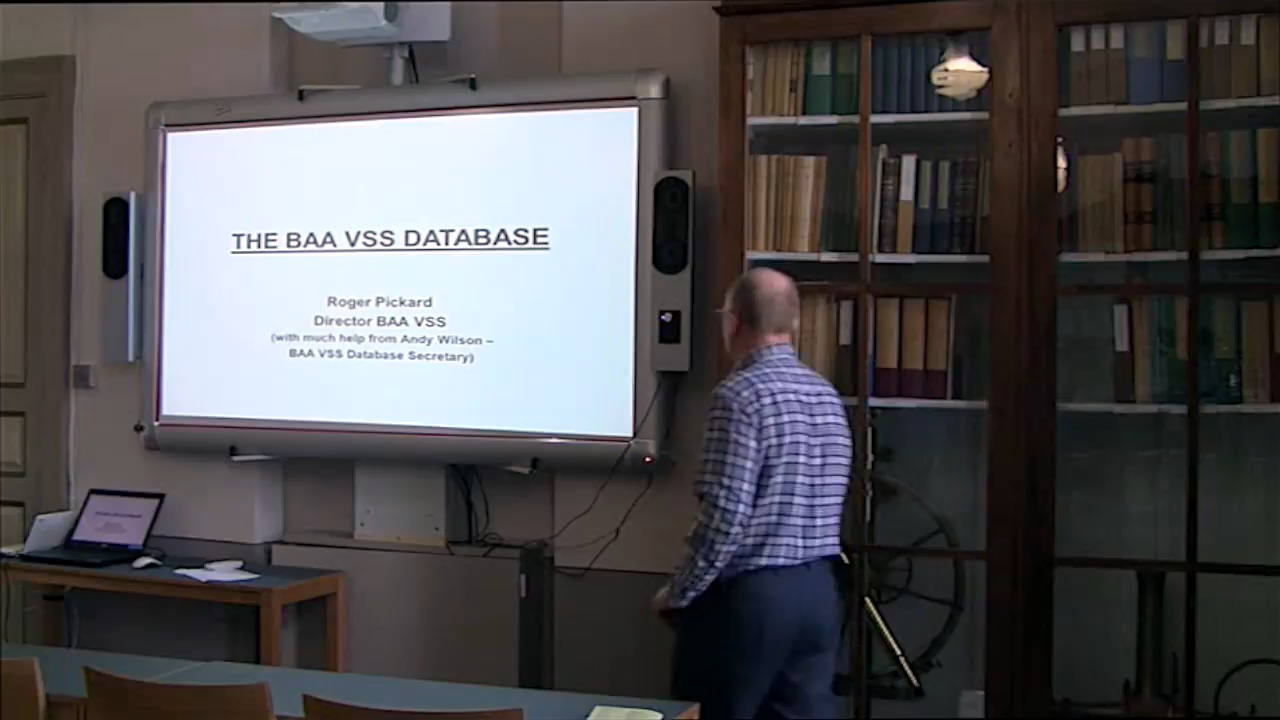 THE BAA VSS DATABASE
Roger Pickard
Director BAA VSS
(with much help from Andy Wilson –
BAA VSS Database Secretary)